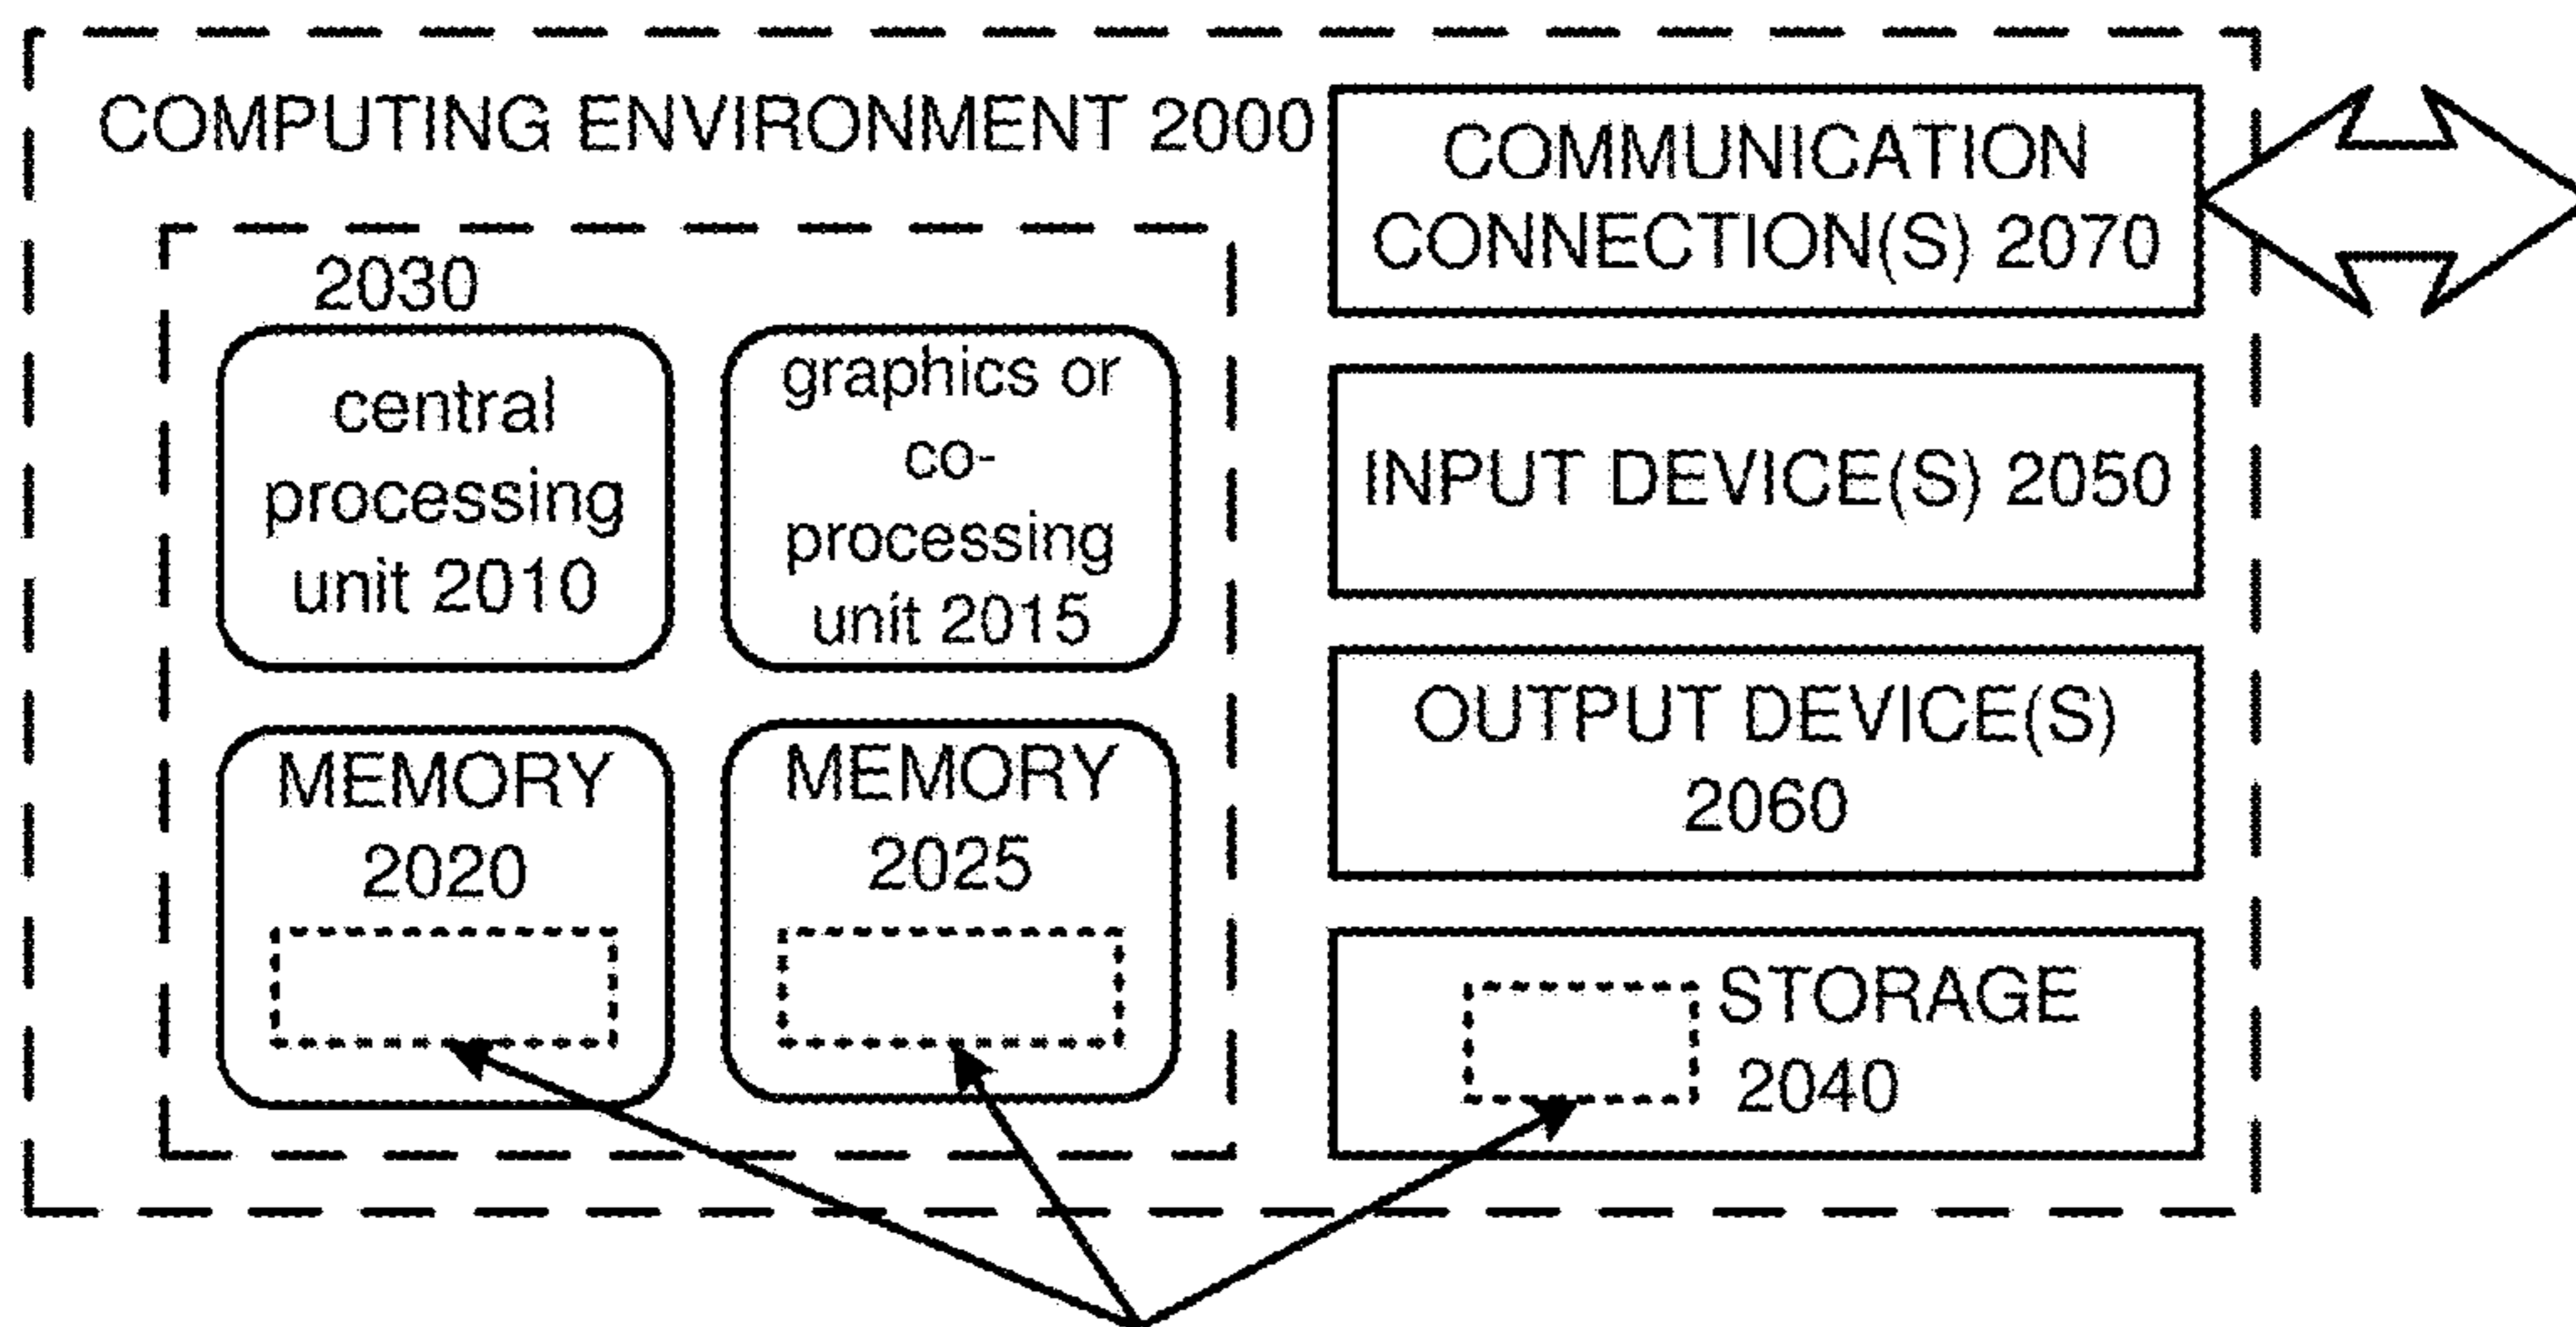 COMPUTING ENVIRONMENT 2000
2030
central
processing
unit 2010
graphics or
co-
processing
unit 2015
MEMORY
2020
MEMORY
2025
COMMUNICATION
CONNECTION(S) 2070
INPUT DEVICE(S) 2050
OUTPUT DEVICE(S)
2060
STORAGE
2040